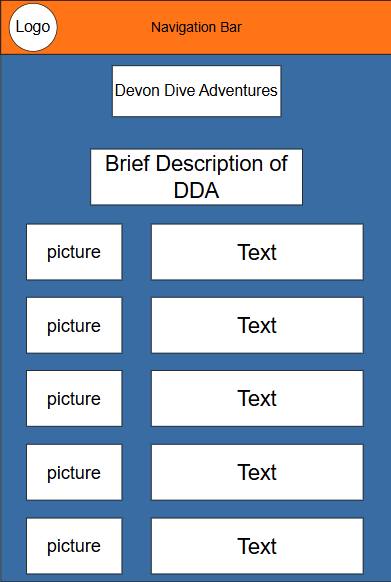 Logo
Navigation Bar
Devon Dive Adventures
Brief Description of
DDA
picture
Text
picture
Text
picture
Text
picture
Text
picture
Text